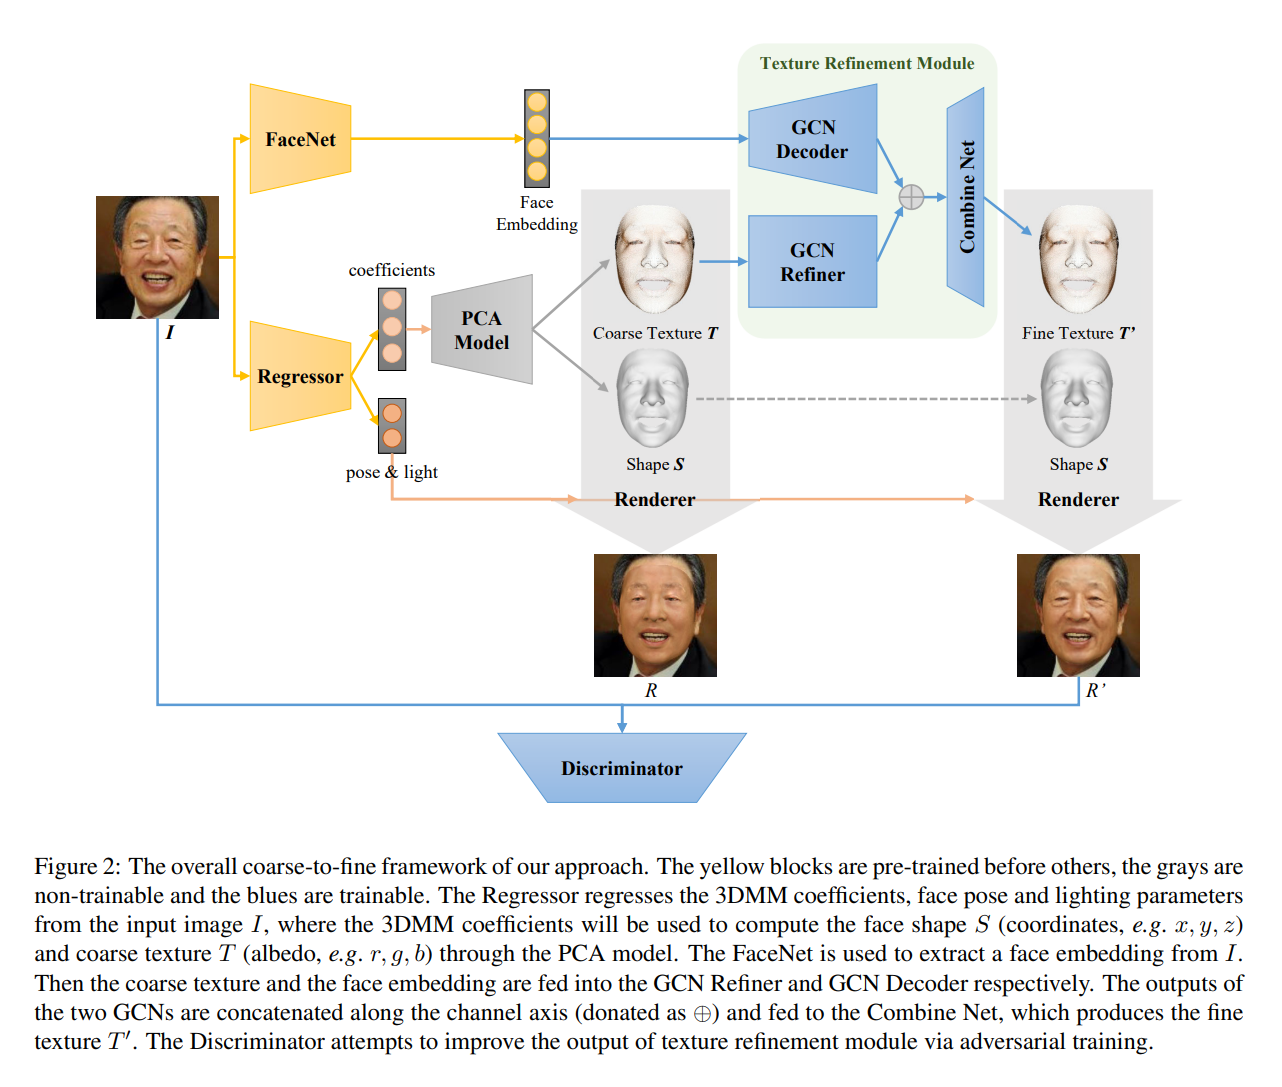 Texture Refinement Module
FaceNet
GCN
Decoder
Combine Net
Face
Embedding
GCN
Refiner
coefficients
I
PCA
Model
Coarse Texture T
Fine Texture T’
Regressor
pose & light
Shape S
Shape S
Renderer
Renderer
R
R’
Discriminator
Figure 2: The overall coarse-to-fine framework of our approach. The yellow blocks are pre-trained before others, the grays are
non-trainable and the blues are trainable. The Regressor regresses the 3DMM coefficients, face pose and lighting parameters
from the input image I, where the 3DMM coefficients will be used to compute the face shape S (coordinates, e.g. x, y, z)
and coarse texture T (albedo, e.g. r, g, b) through the PCA model. The FaceNet is used to extract a face embedding from I.
Then the coarse texture and the face embedding are fed into the GCN Refiner and GCN Decoder respectively. The outputs of
the two GCNs are concatenated along the channel axis (donated as ⊕) and fed to the Combine Net, which produces the fine
texture T′. The Discriminator attempts to improve the output of texture refinement module via adversarial training.